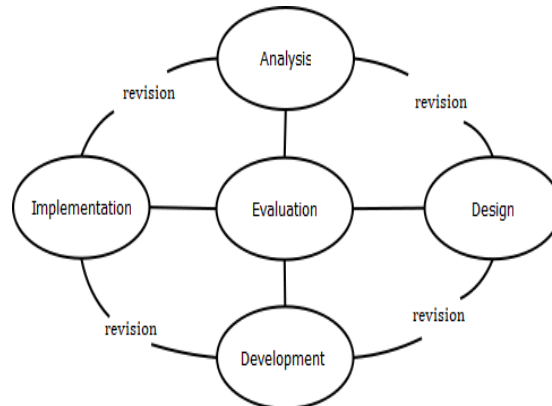 Analysis
revision
revision
Implementation
Evaluation
Design
revision
revision
Development